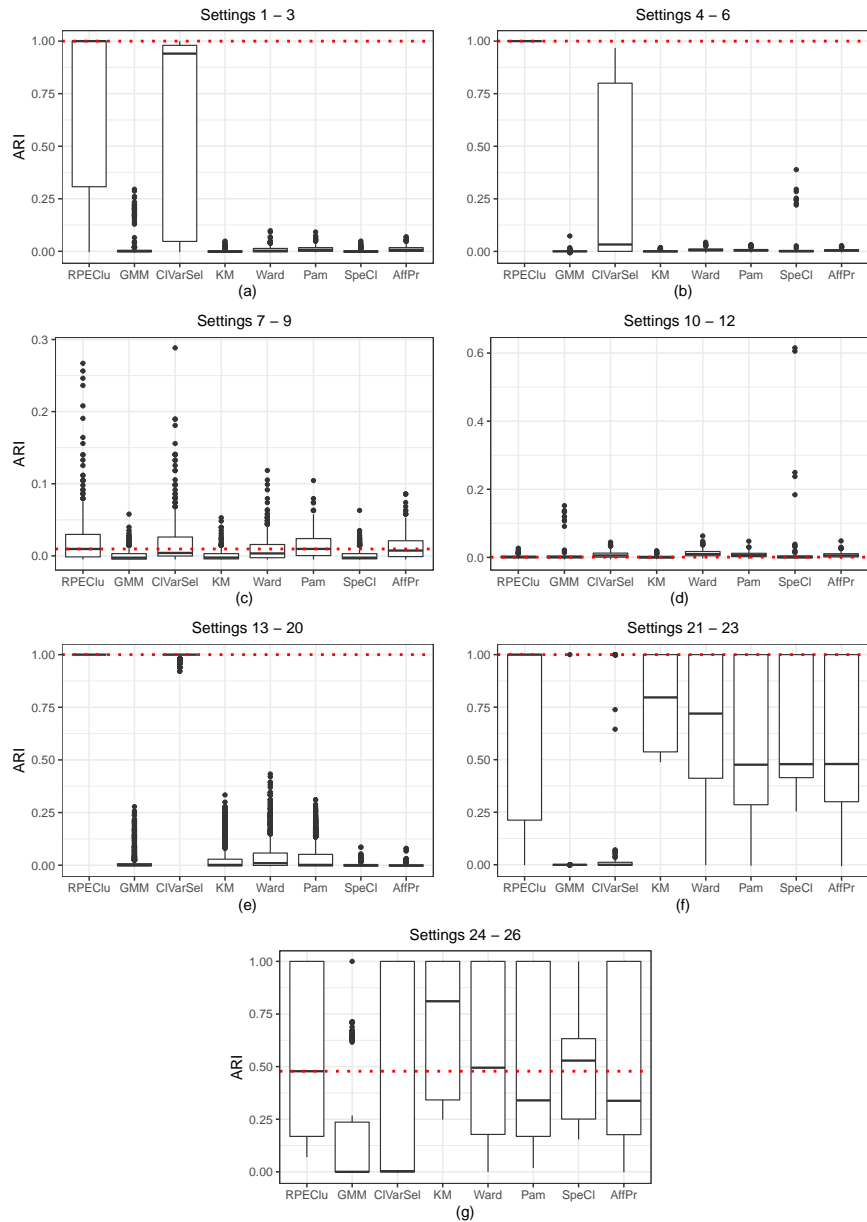 Settings 1 − 3
ARI
1.00
0.75
0.50
0.25
0.00
RPEClu GMM ClVarSel KM Ward Pam SpeCl AffPr
(a)
Settings 4 − 6
1.00
0.75
0.50
0.25
0.00
RPEClu GMM ClVarSel KM Ward Pam SpeCl AffPr
(b)
Settings 7 − 9
ARI
0.3
0.2
0.1
0.0
RPEClu GMM ClVarSel KM Ward Pam SpeCl AffPr
(c)
Settings 10 − 12
0.6
0.4
0.2
0.0
RPEClu GMM ClVarSel KM Ward Pam SpeCl AffPr
(d)
Settings 13 − 20
ARI
1.00
0.75
0.50
0.25
0.00
RPEClu GMM ClVarSel KM Ward Pam SpeCl AffPr
(e)
Settings 21 − 23
1.00
0.75
0.50
0.25
0.00
RPEClu GMM ClVarSel KM Ward Pam SpeCl AffPr
(f)
Settings 24 − 26
ARI
1.00
0.75
0.50
0.25
0.00
RPEClu GMM ClVarSel KM Ward Pam SpeCl AffPr
(g)